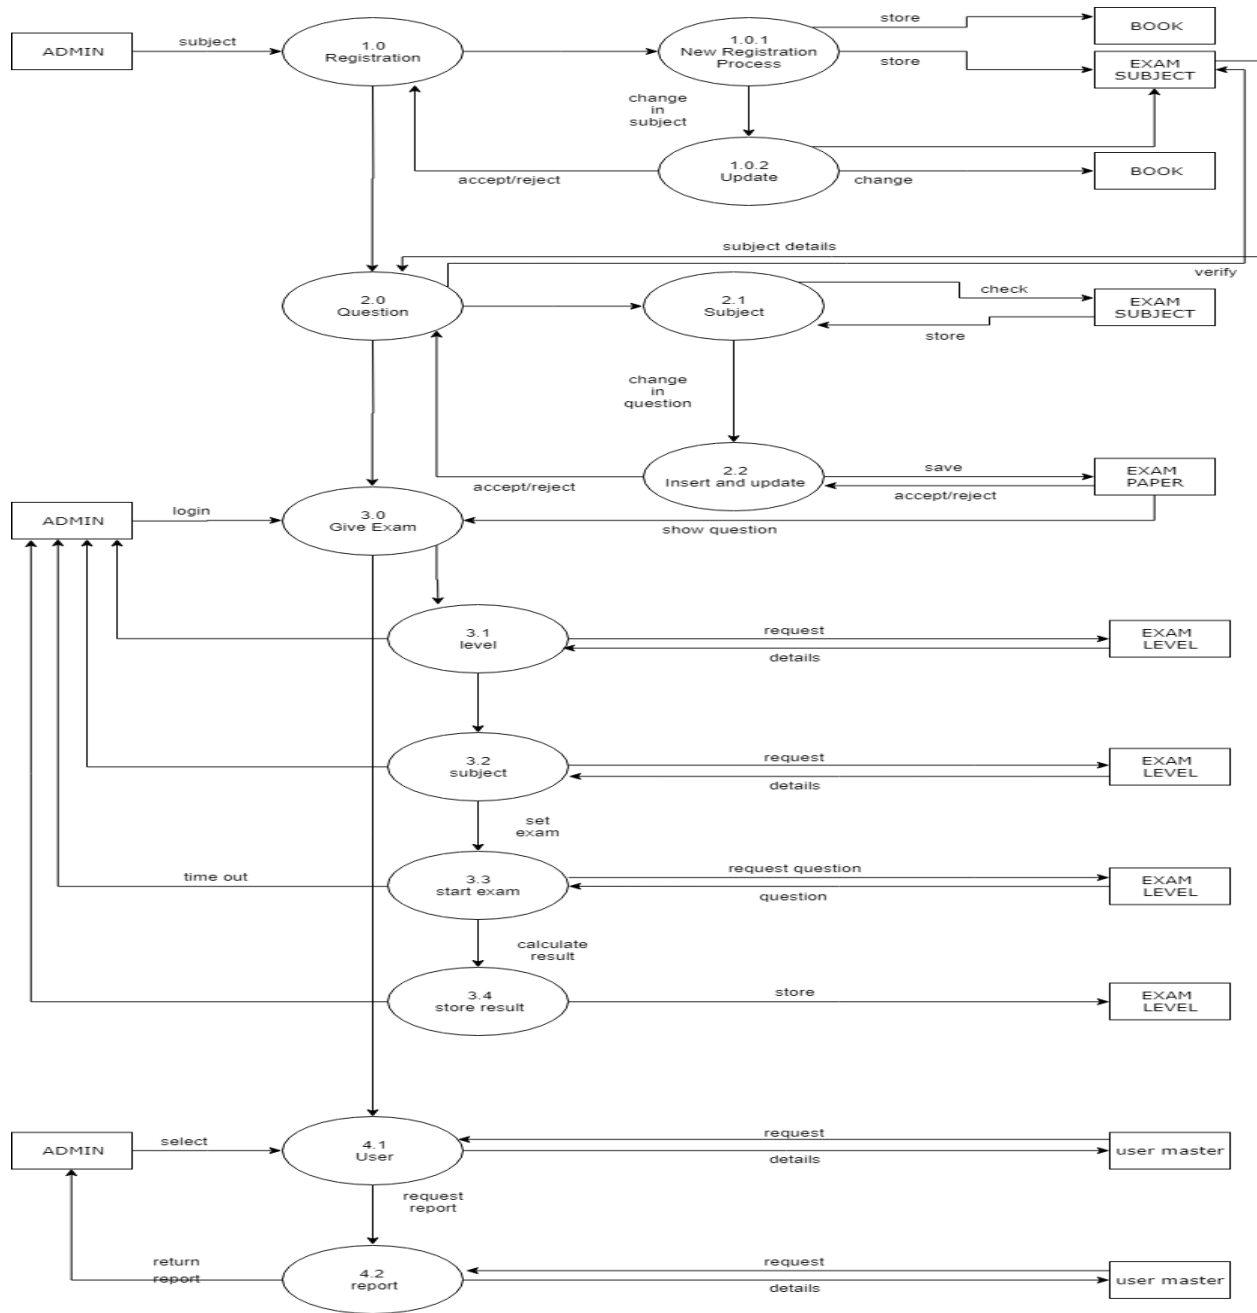 store
BOOK
ADMIN
subject
1.0
Registration
1.0.1
New Registration
Process
store
EXAM
SUBJECT
change
in
subject
accept/reject
1.0.2
Update
change
BOOK
subject details
verify
2.0
Question
2.1
Subject
check
EXAM
SUBJECT
store
change
in
question
accept/reject
2.2
Insert and update
save
accept/reject
EXAM
PAPER
ADMIN
login
3.0
Give Exam
show question
3.1
level
request
details
EXAM
LEVEL
3.2
subject
request
details
EXAM
LEVEL
set
exam
time out
3.3
start exam
request question
question
EXAM
LEVEL
calculate
result
3.4
store result
store
EXAM
LEVEL
ADMIN
select
4.1
User
request
details
user master
request
report
return
report
4.2
report
request
details
user master